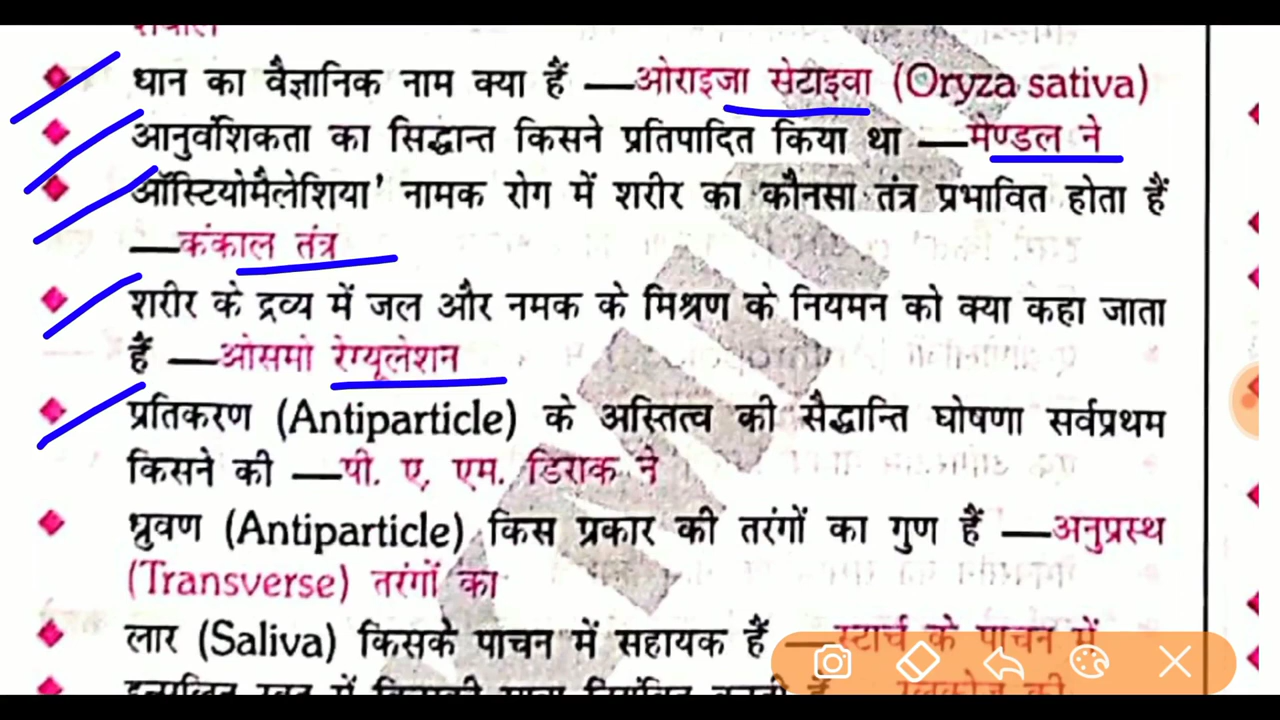 धान का वैज्ञानिक नाम क्या हैं —ओराइजा सेटाइवा (Oryza sativa)
आनुवंशिकता का सिद्धान्त किसने प्रतिपादित किया था —मेण्डल ने
ऑस्टियोमैलेशिया' नामक रोग में शरीर का कौनसा तंत्र प्रभावित होता हैं
—कंकाल तंत्र
शरीर के द्रव्य में जल और नमक के मिश्रण के नियमन को क्या कहा जाता
हैं —ओसमो रेग्यूलेशन
प्रतिकरण (Antiparticle) के अस्तित्व की सैद्धान्ति घोषणा सर्वप्रथम
किसने की —पी. ए. एम. डिराक ने
ध्रुवण (Antiparticle) किस प्रकार की तरंगों का गुण हैं —अनुप्रस्थ
(Transverse) तरंगों का
लार (Saliva) किसके पाचन में सहायक हैं —स्टार्च के पाचन में